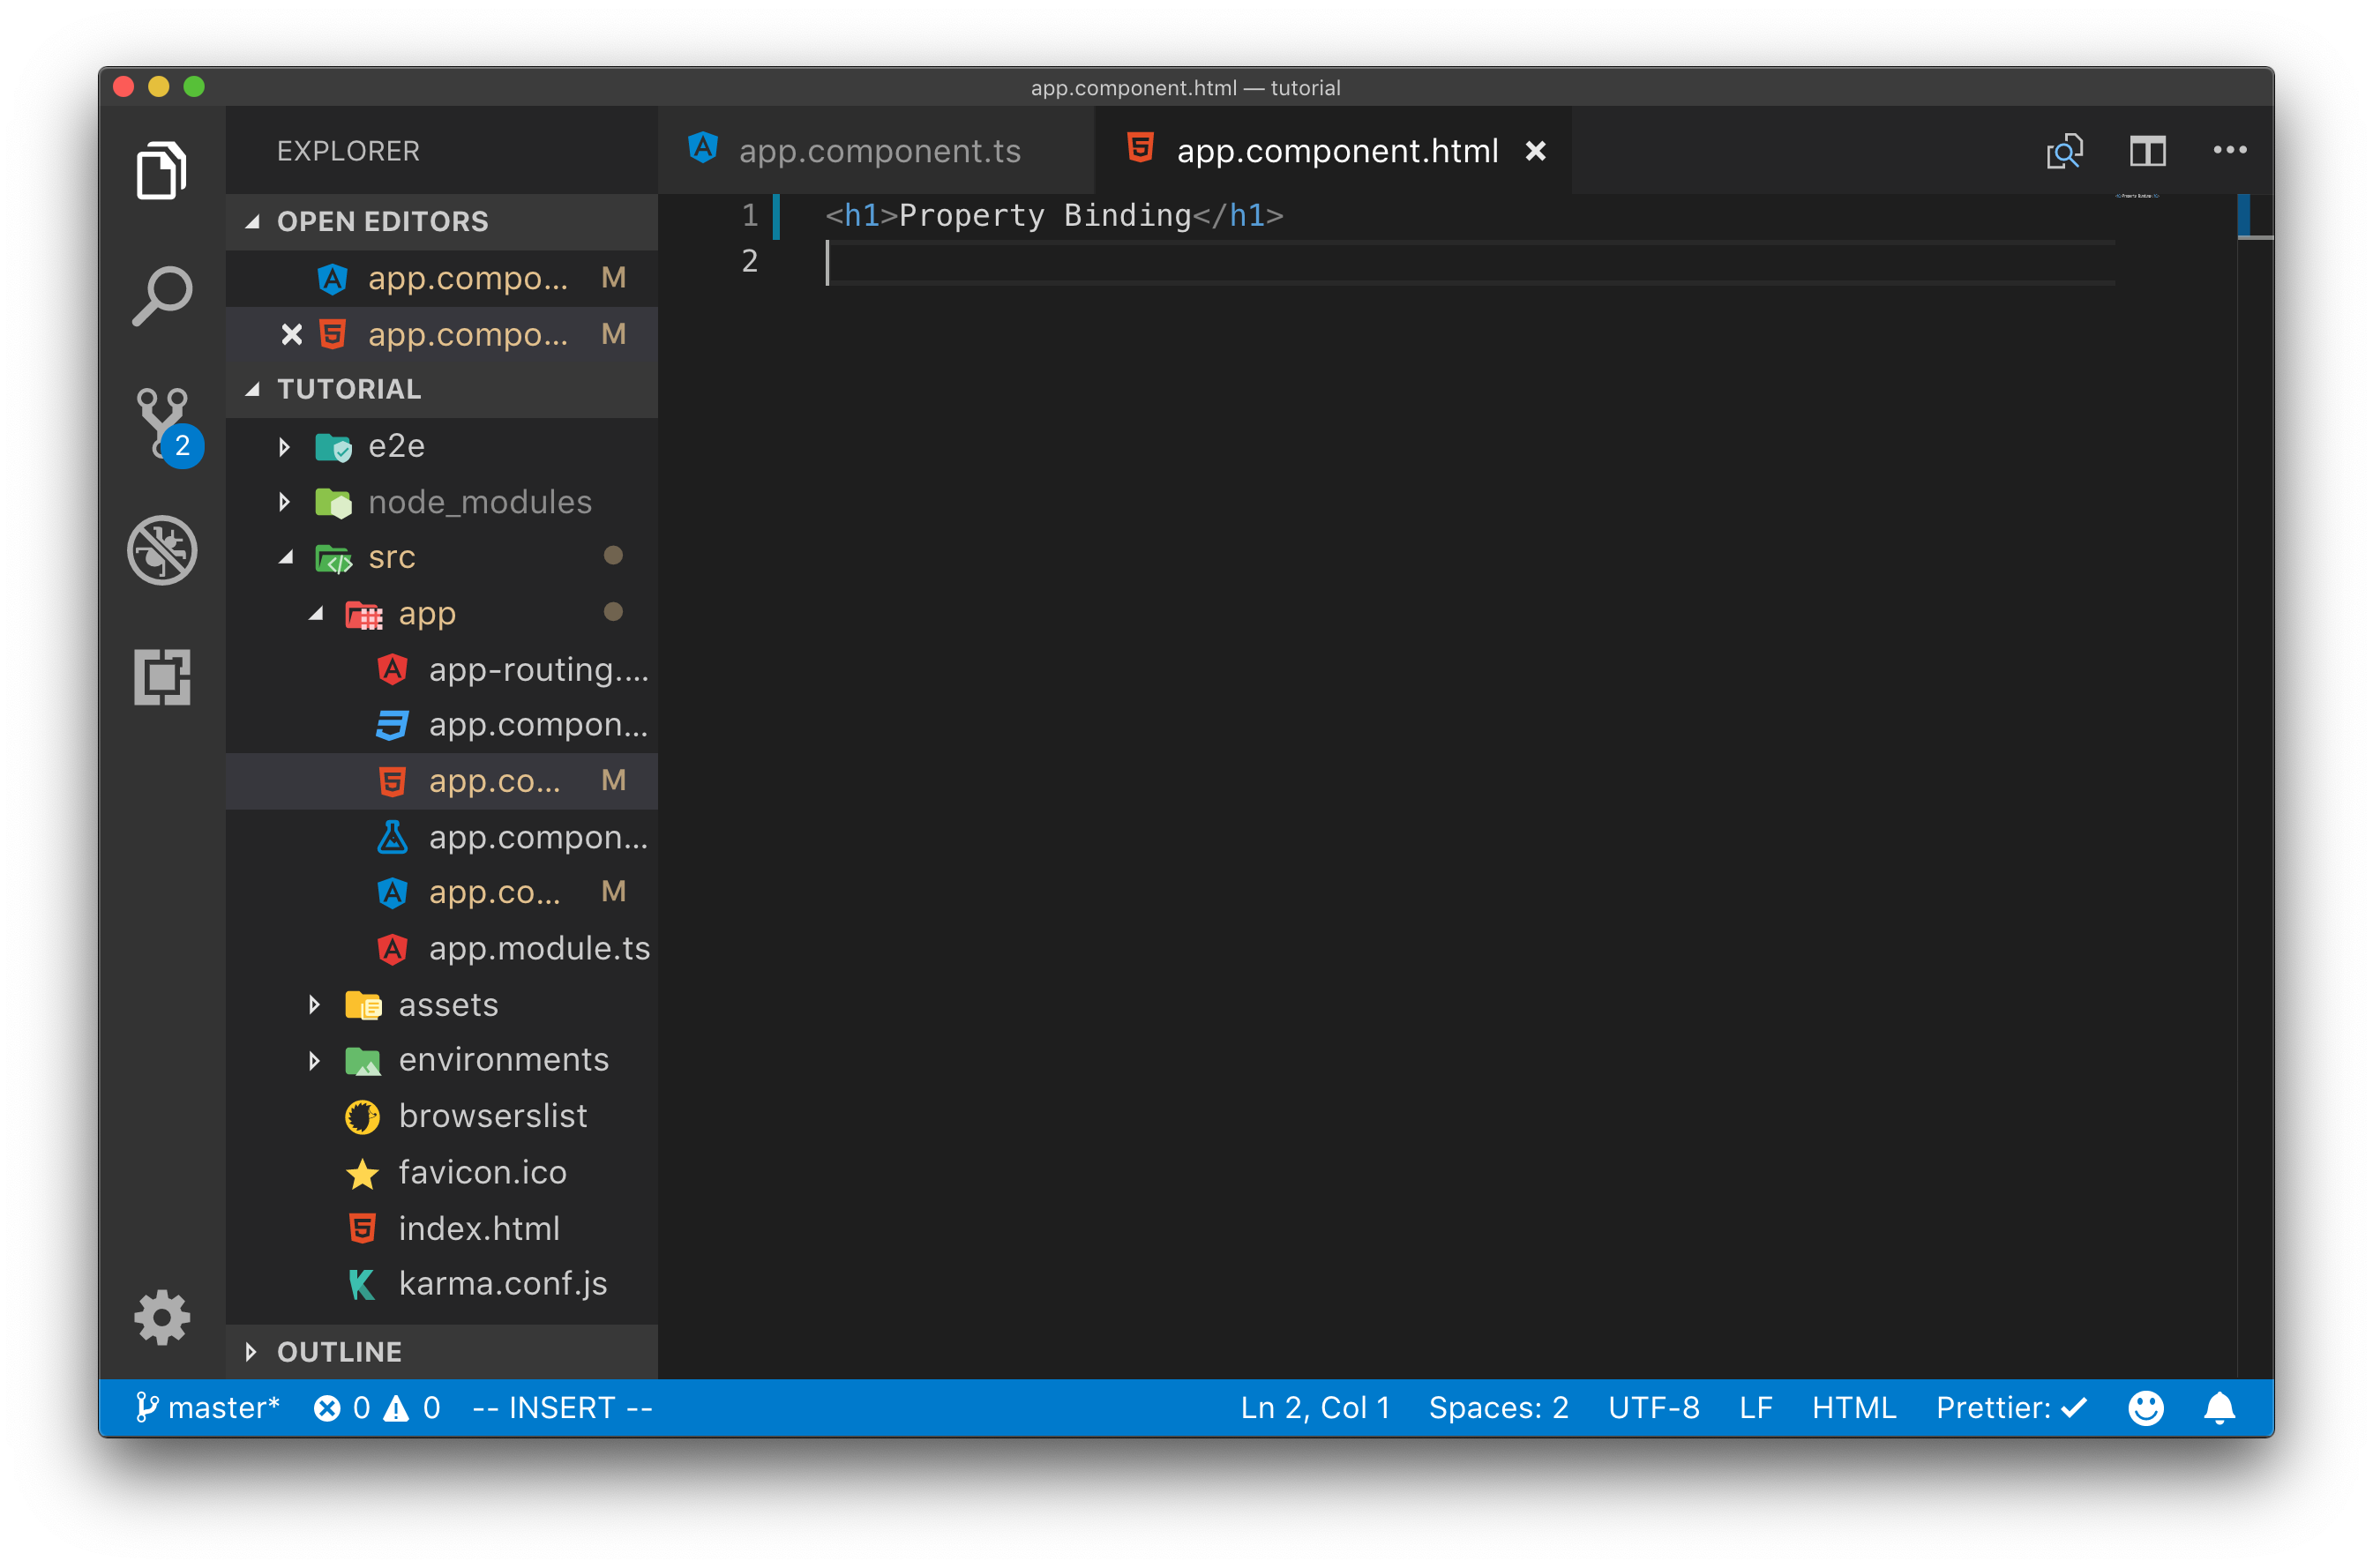 app.component.html — tutorial
EXPLORER
OPEN EDITORS
app.compo... M
app.compo... M
TUTORIAL
e2e
node_modules
src
app
app-routing....
app.compon...
app.co... M
app.compon...
app.co... M
app.module.ts
assets
environments
browserslist
favicon.ico
index.html
karma.conf.js
OUTLINE
2
app.component.ts
app.component.html
1 <h1>Property Binding</h1>
2
master* 0 0 -- INSERT --
Ln 2, Col 1 Spaces: 2 UTF-8 LF HTML Prettier: